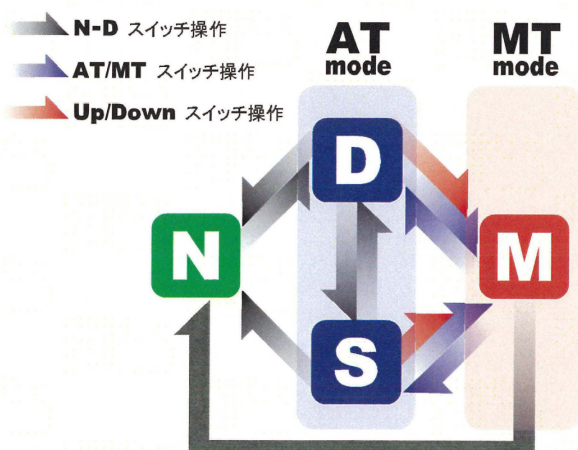 N-D スイッチ操作
AT/MT スイッチ操作
Up/Down スイッチ操作
AT
mode
MT
mode
D
N
M
S